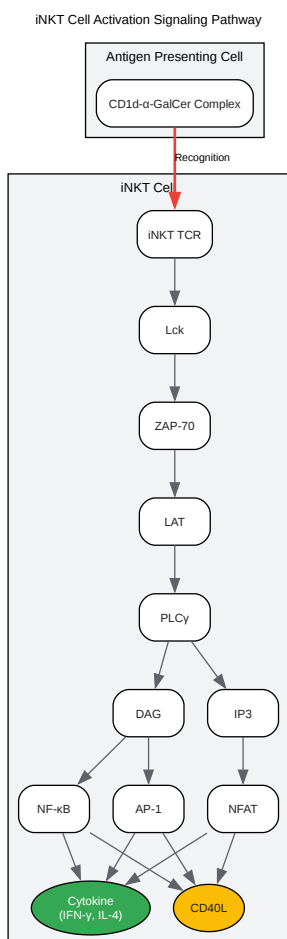 iNKT Cell Activation Signaling Pathway
Antigen Presenting Cell
CD1d-α-GalCer Complex
Recognition
iNKT Cell
iNKT TCR
Lck
ZAP-70
LAT
PLCγ
DAG
IP3
NF-κB
AP-1
NFAT
Cytokine
(IFN-γ, IL-4)
CD40L